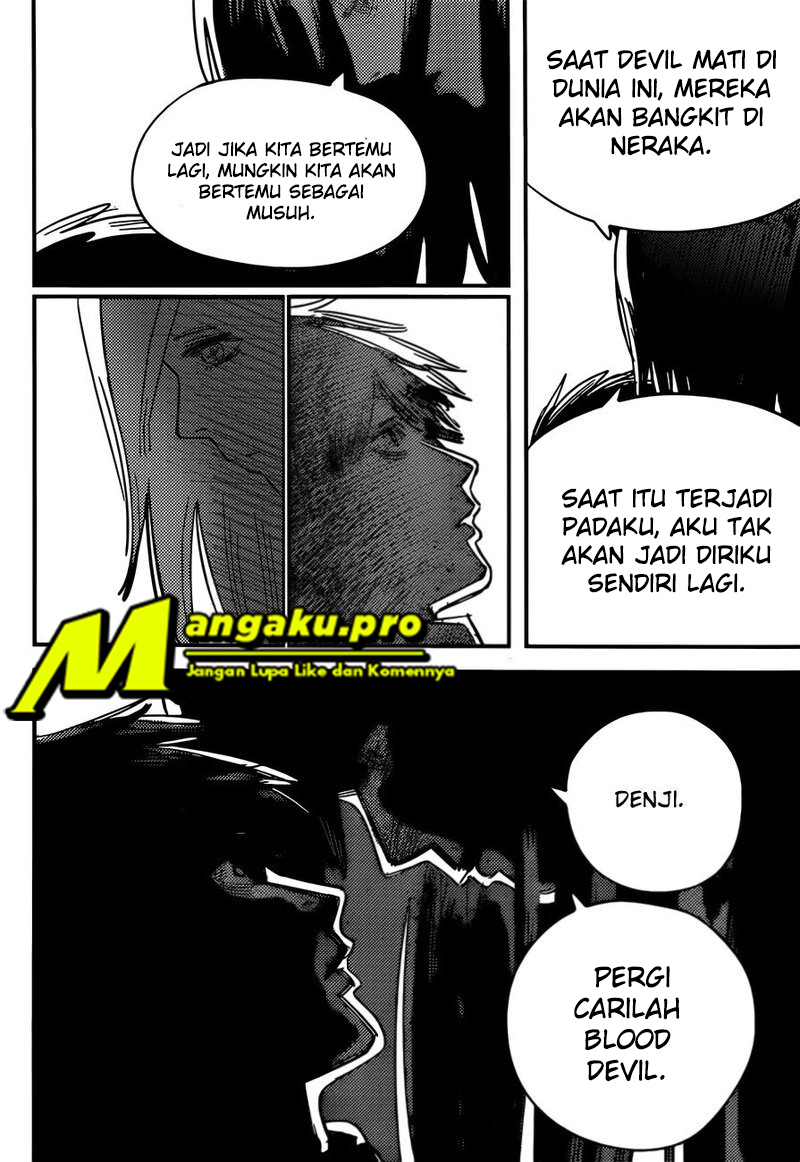 SAAT DEVIL MATI DI
DUNIA INI, MEREKA
AKAN BANGKIT DI
NERAKA.
SAAT ITU TERJADI
PADAKU, AKU TAK
AKAN JADI DIRIKU
SENDIRI LAGI.
JADI JIKA KITA BERTEMU
LAGI, MUNGKIN KITA AKAN
BERTEMU SEBAGAI
MUSUH.
Mangaku.pro
Jangan Lupa Like dan Komennya
DENJI.
PERGI
CARILAH
BLOOD
DEVIL.